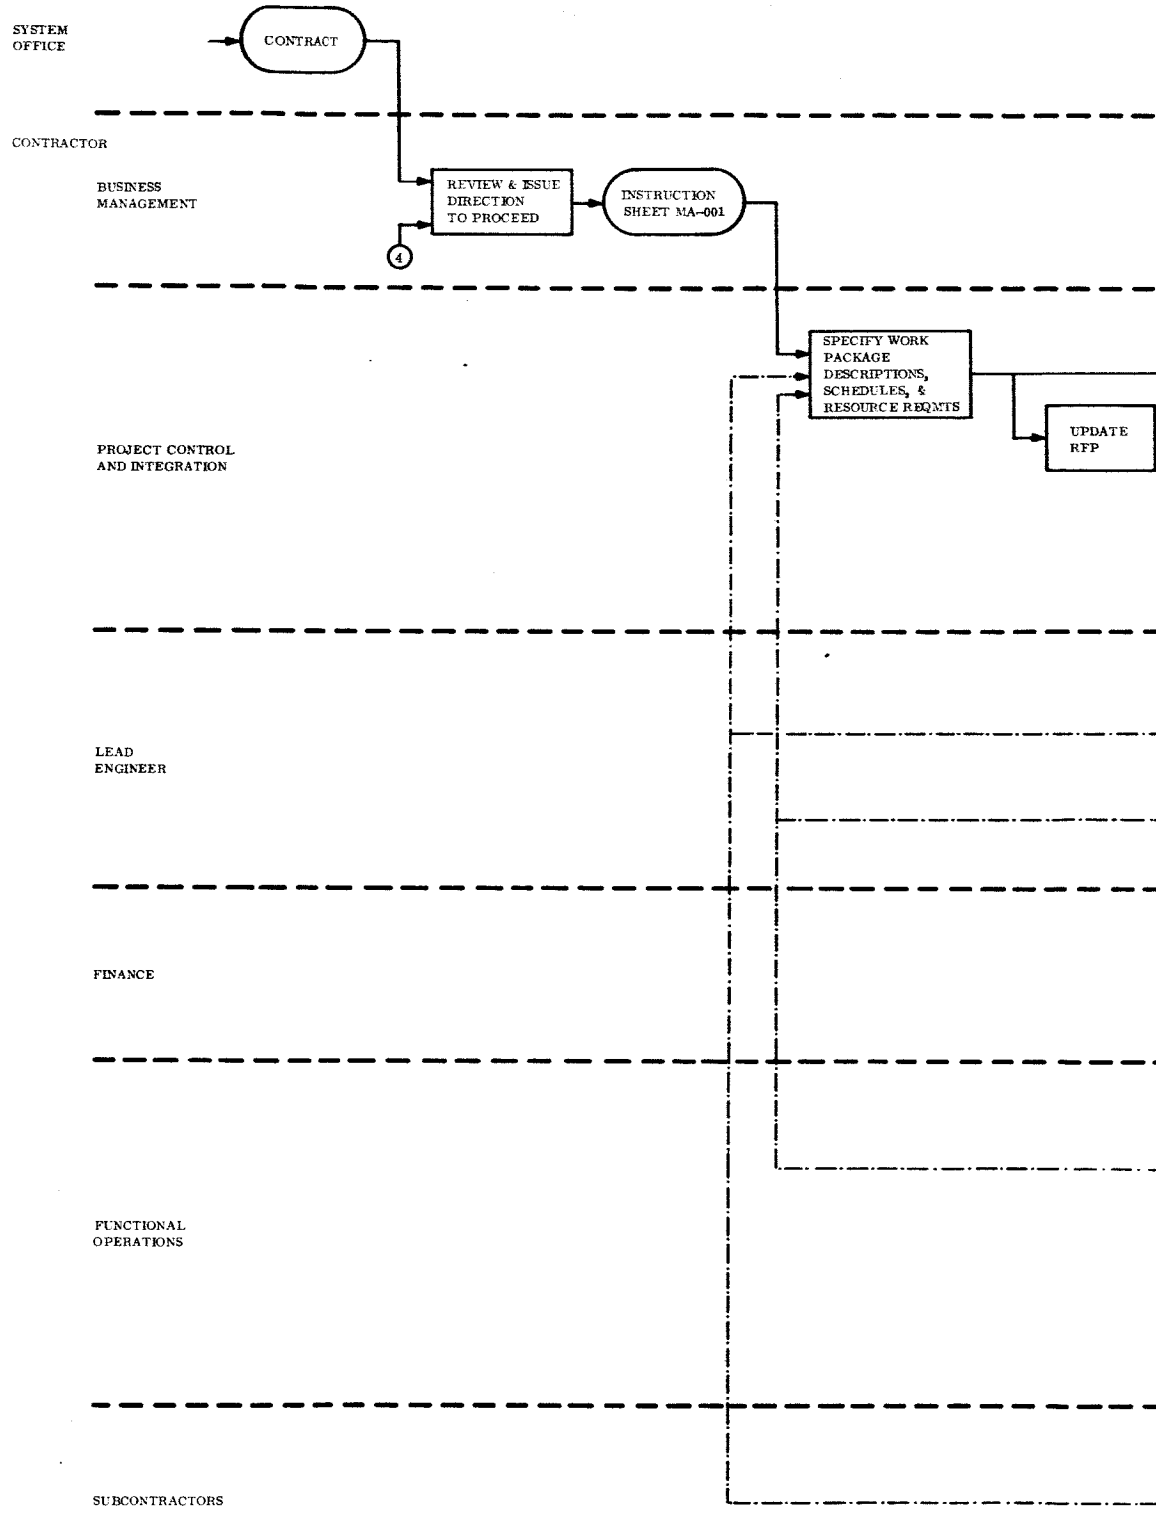 SYSTEM
OFFICE
CONTRACT
CONTRACTOR
BUSINESS
MANAGEMENT
REVIEW & ISSUE
DIRECTION
TO PROCEED
INSTRUCTION
SHEET MA-001
4
SPECIFY WORK
PACKAGE
DESCRIPTIONS,
SCHEDULES, &
RESOURCE REQMTS
UPDATE
RFP
PROJECT CONTROL
AND INTEGRATION
LEAD
ENGINEER
FINANCE
FUNCTIONAL
OPERATIONS
SUBCONTRACTORS